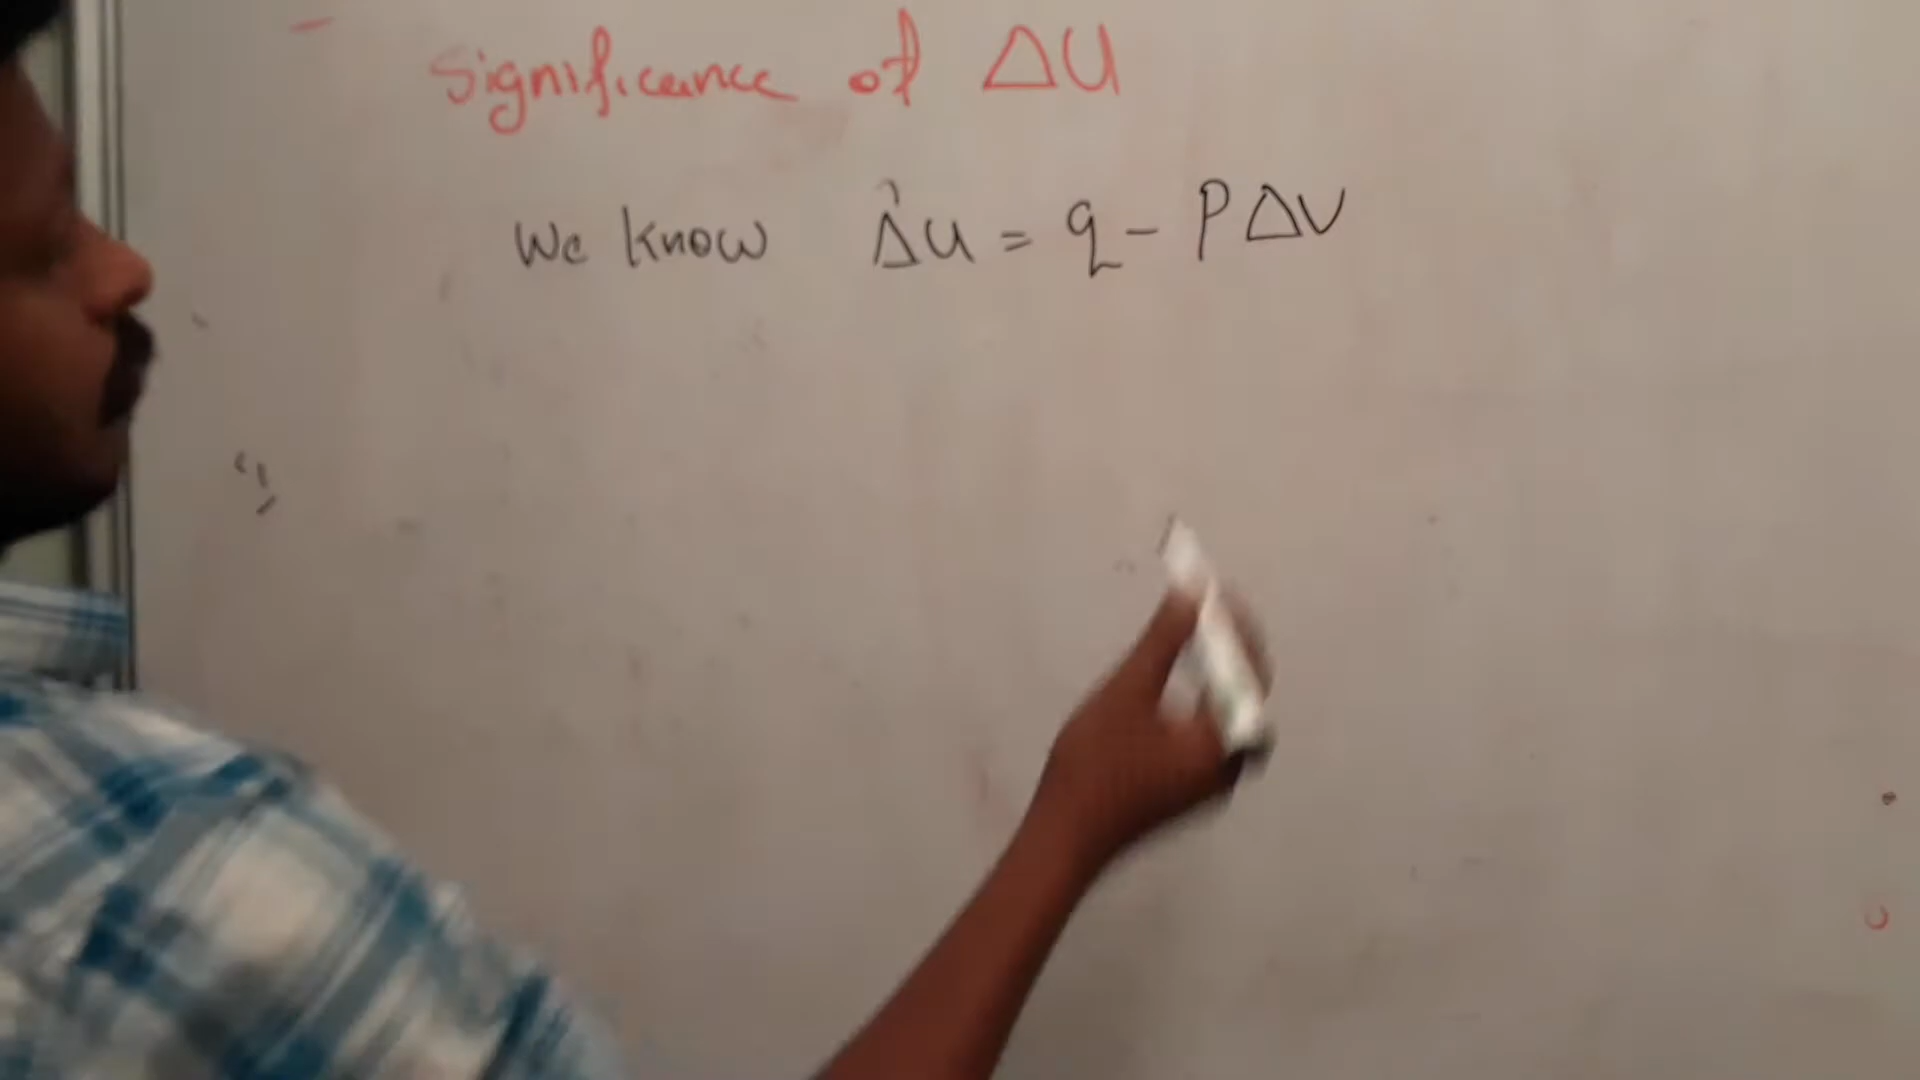 Significance of ΔU
We know ΔU = q - PΔV